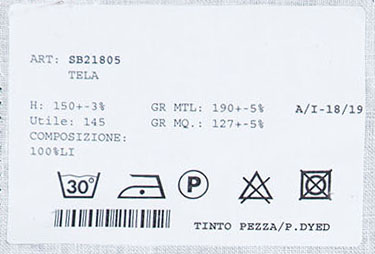 ART: SB21805
TELA
H: 150+-3% GR MTL: 190+-5% A/I-18/19
Utile: 145 GR MQ.: 127+-5%
COMPOSIZIONE:
100%LI
30° P
TINTO PEZZA/P.DYED